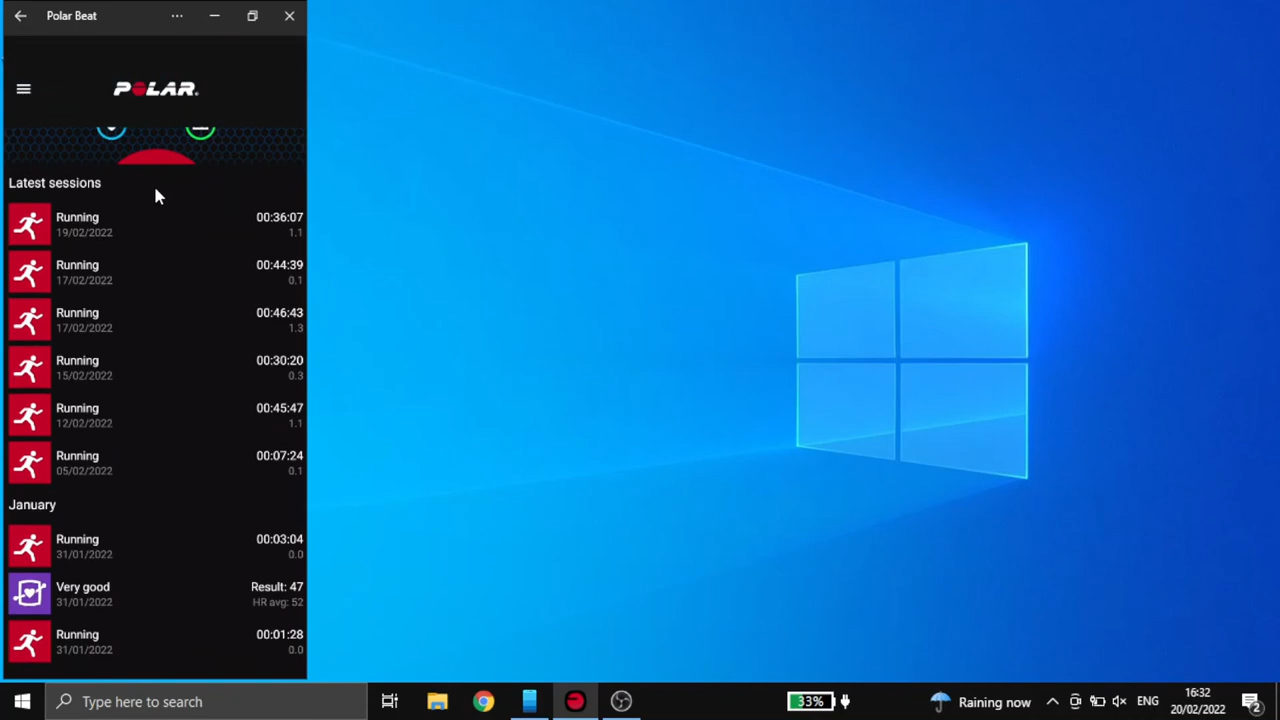 Polar Beat
POLAR
Latest sessions
Running 00:36:07
19/02/2022 1.1
Running 00:44:39
17/02/2022 0.1
Running 00:46:43
17/02/2022 1.3
Running 00:30:20
15/02/2022 0.3
Running 00:45:47
12/02/2022 1.1
Running 00:07:24
05/02/2022 0.1
January
Running 00:03:04
31/01/2022 0.0
Very good Result: 47
31/01/2022 HR avg: 52
Running 00:01:28
31/01/2022 0.0
Type here to search
33%
Raining now
ENG
16:32
20/02/2022
2